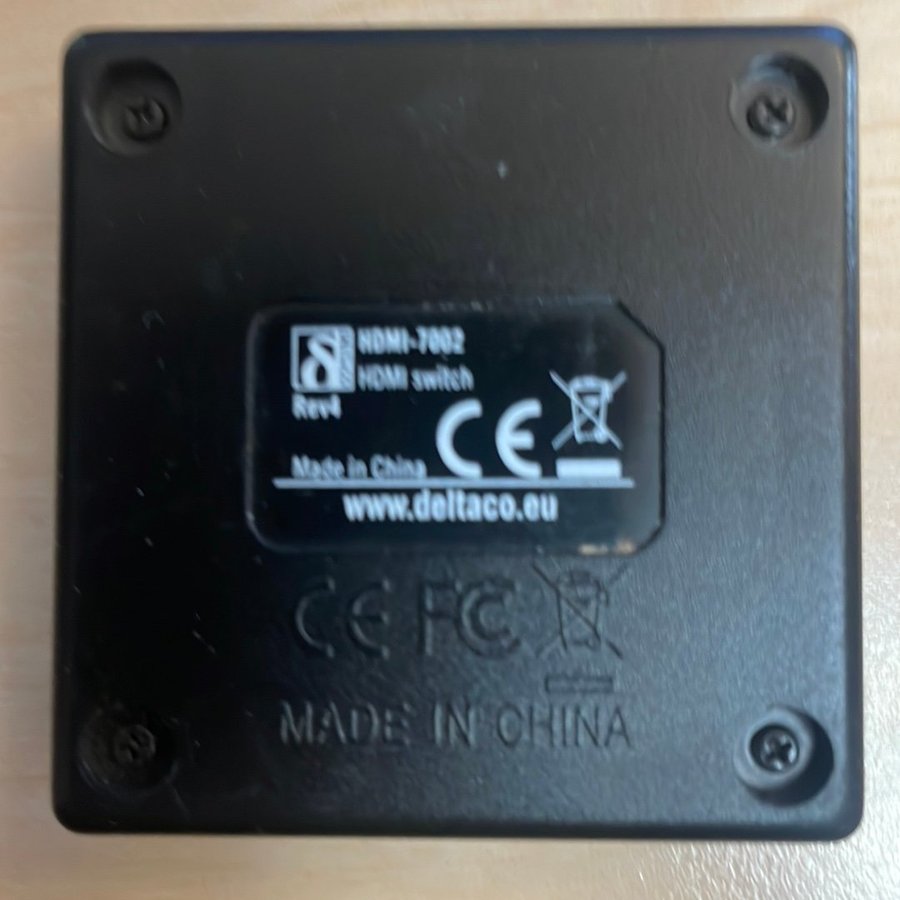 HDMI-7002
HDMI switch
Rev4
CE
Made in China
www.deltaco.eu
CE FC
MADE IN CHINA